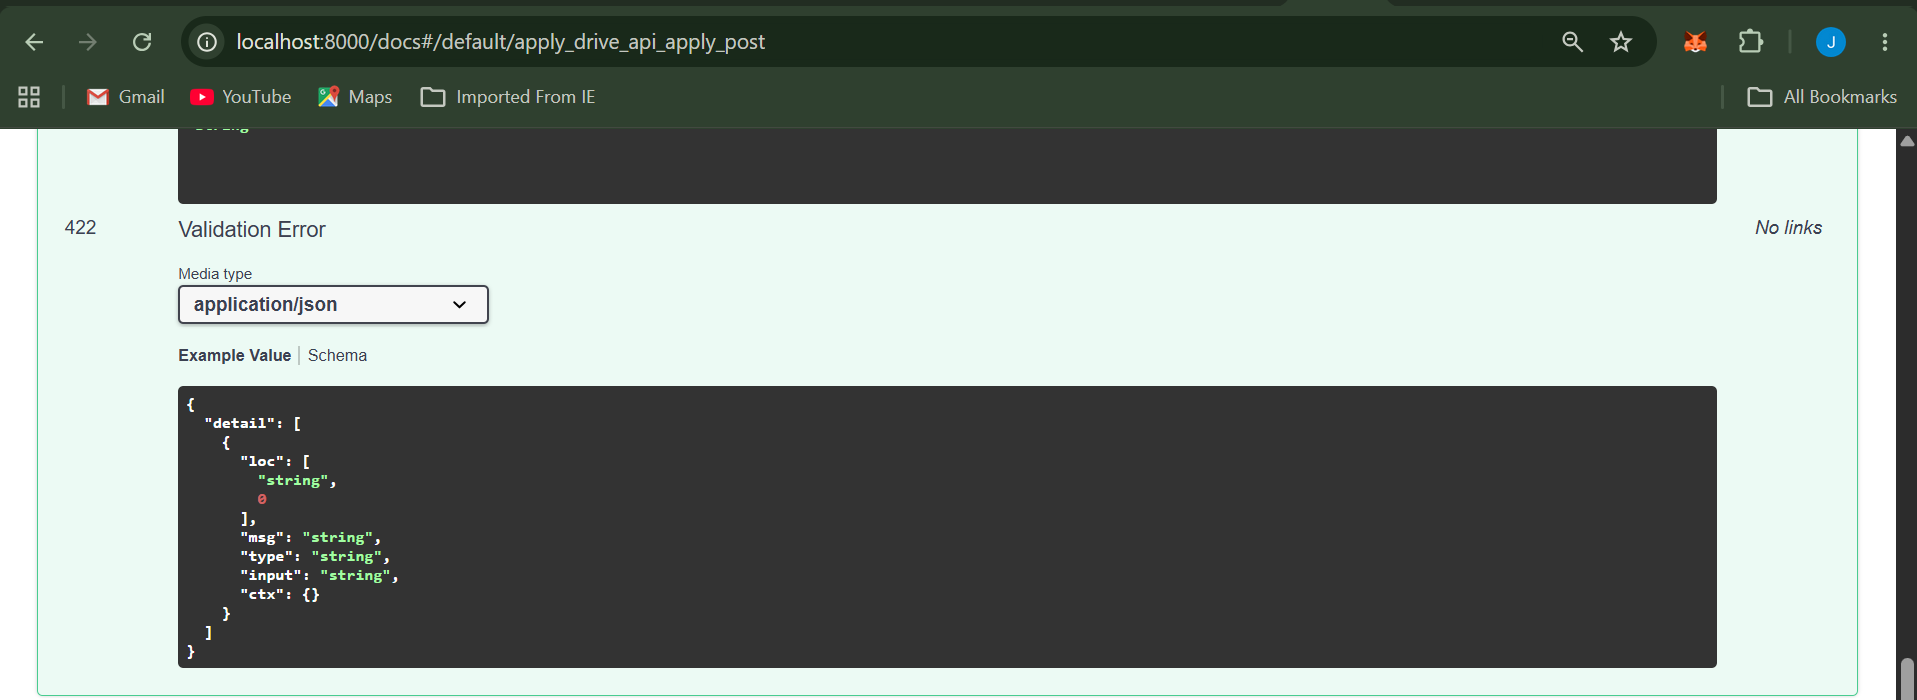 localhost:8000/docs#/default/apply_drive_api_apply_post
J
Gmail
YouTube
Maps
Imported From IE
All Bookmarks
422
Validation Error
No links
Media type
application/json
Example Value
Schema
{
"detail": [
{
"loc": [
"string",
0
],
"msg": "string",
"type": "string",
"input": "string",
"ctx": {}
}
]
}